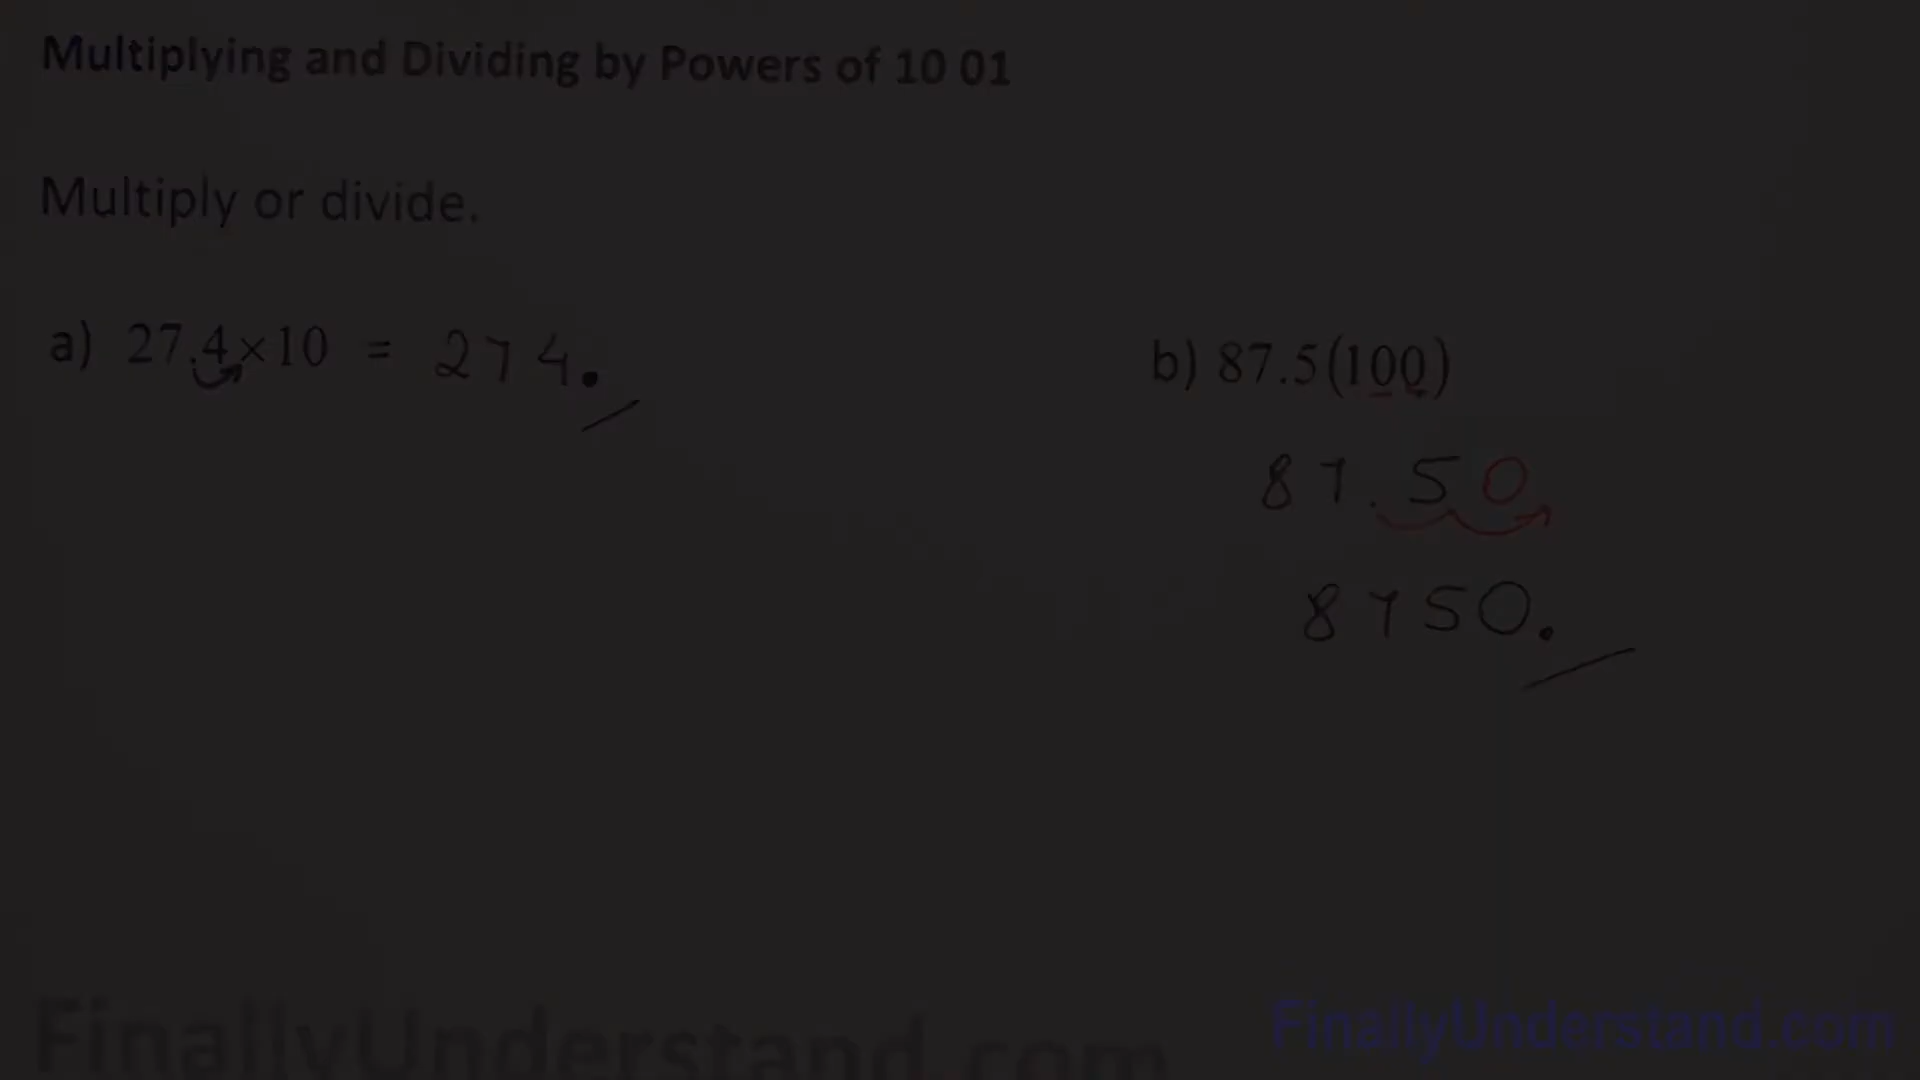 Multiplying and Dividing by Powers of 10 01
Multiply or divide.
a) 27.4×10 = 274.
b) 87.5(100)
87.50
8750.
FinallyUnderstand.com
FinallyUnderstand.com